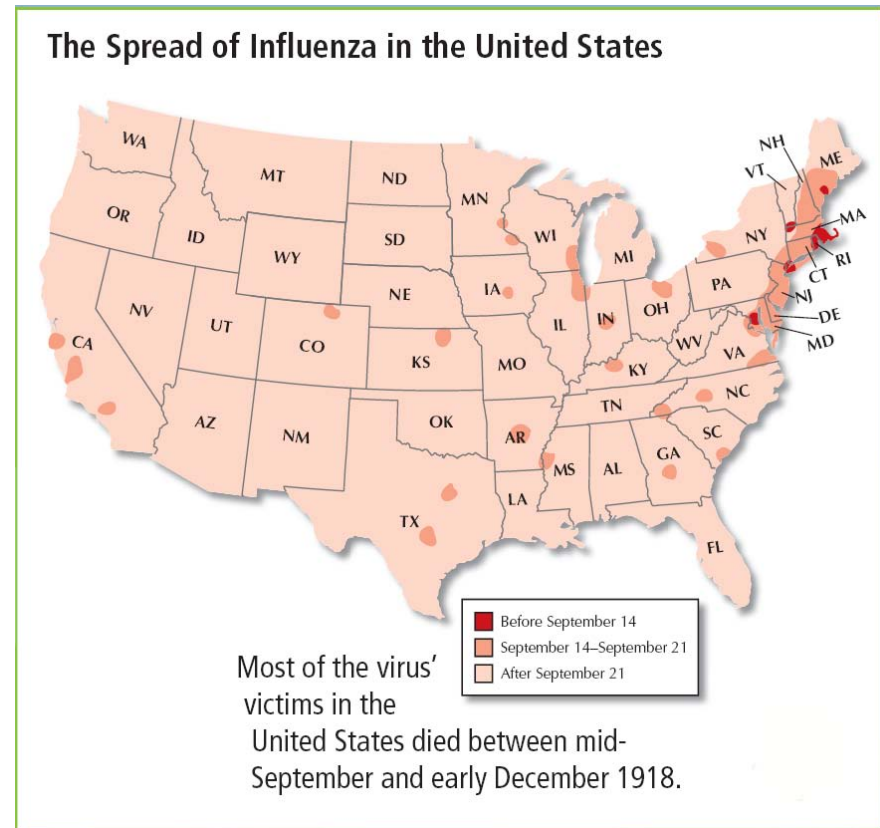 The Spread of Influenza in the United States
WA
MT
ND
MN
OR
ID
WY
SD
WI
MI
NY
VT
NH
ME
MA
RI
CT
NJ
DE
MD
PA
NV
UT
CO
NE
IA
IL
IN
OH
WV
VA
CA
KS
MO
KY
NC
AZ
NM
OK
AR
TN
SC
TX
LA
MS
AL
GA
FL
Before September 14
September 14–September 21
After September 21
Most of the virus'
victims in the
United States died between mid-
September and early December 1918.